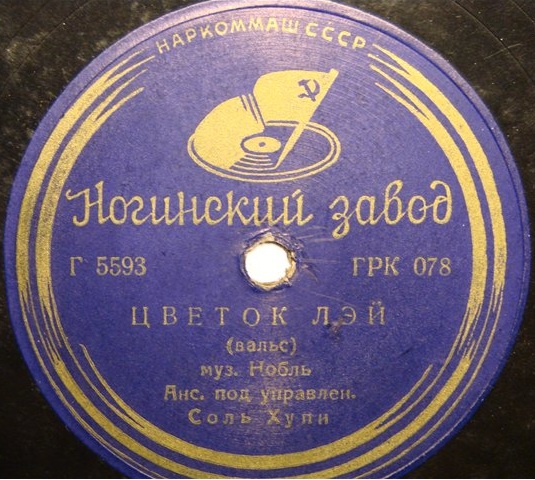 НАРКОММАШ СССР
Ногинский завод
Г 5593 ГРК 078
ЦВЕТОК ЛЭЙ
(вальс)
муз. Нобль
Анс. под управлен.
Соль Хупи